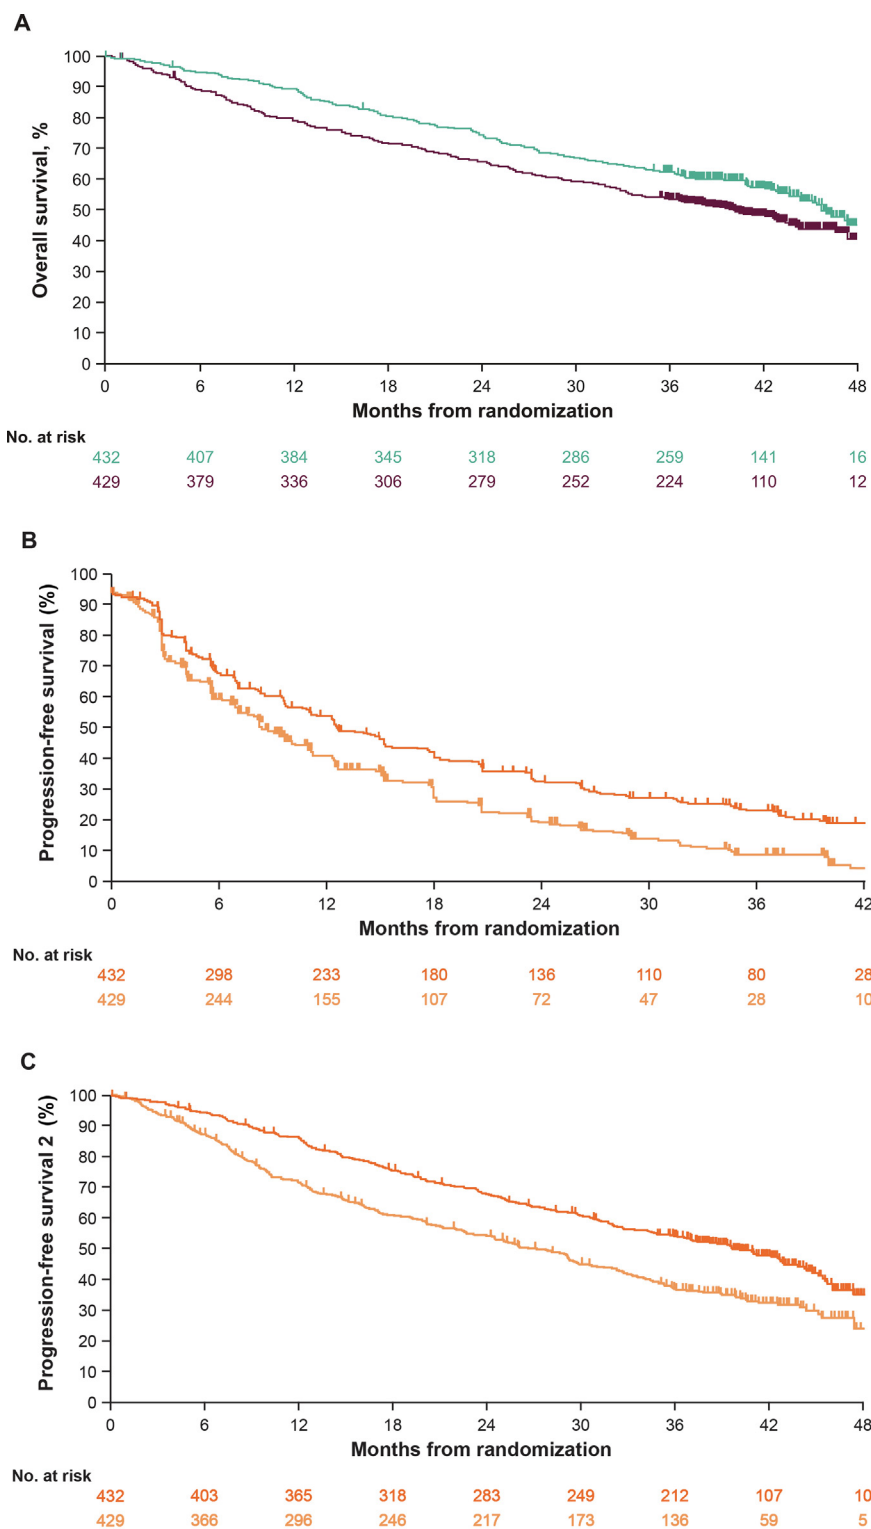 A
Overall survival, %
100
90
80
70
60
50
40
30
20
10
0
0 6 12 18 24 30 36 42 48
Months from randomization
No. at risk
432 407 384 345 318 286 259 141 16
429 379 336 306 279 252 224 110 12
B
Progression-free survival (%)
100
90
80
70
60
50
40
30
20
10
0
0 6 12 18 24 30 36 42
Months from randomization
No. at risk
432 298 233 180 136 110 80 28
429 244 155 107 72 47 28 10
C
Progression-free survival 2 (%)
100
90
80
70
60
50
40
30
20
10
0
0 6 12 18 24 30 36 42 48
Months from randomization
No. at risk
432 403 365 318 283 249 212 107 10
429 366 296 246 217 173 136 59 5